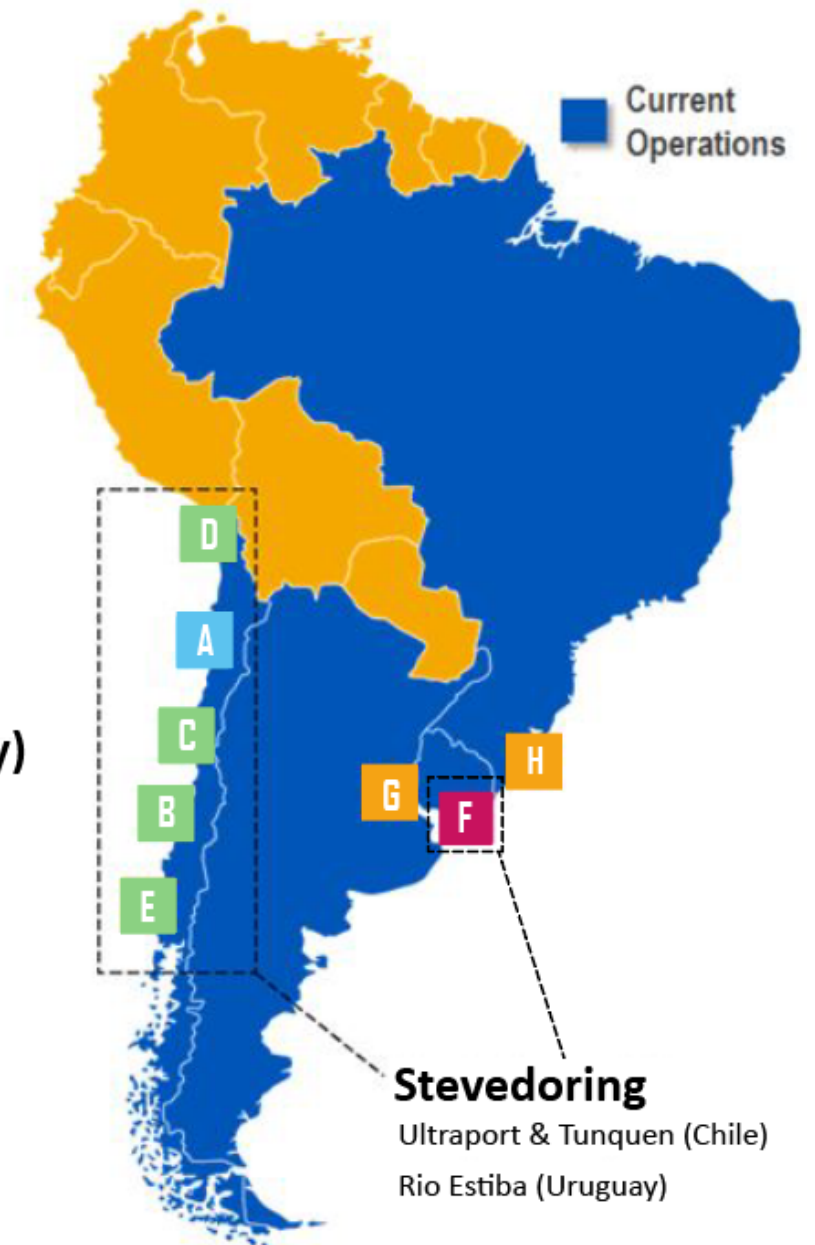 Current
Operations
D
A
C
y)
H
G
B
F
E
Stevedoring
Ultraport & Tunquen (Chile)
Rio Estiba (Uruguay)